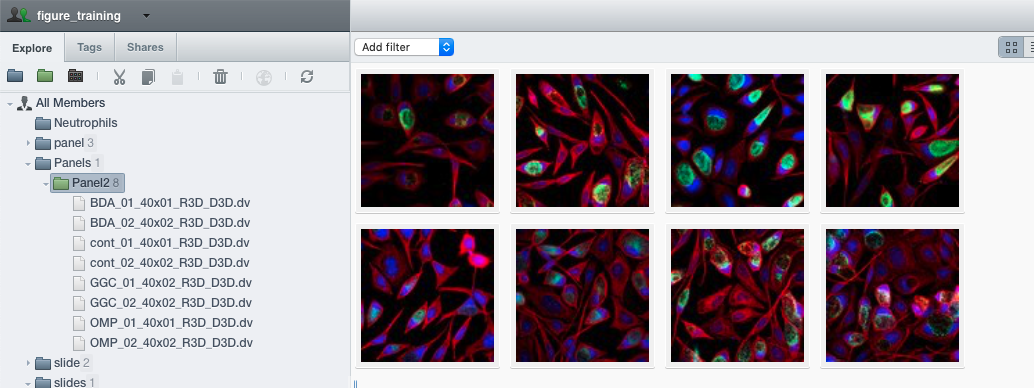 figure_training
Explore Tags Shares
Add filter
All Members
Neutrophils
panel 3
Panels 1
Panel2 8
BDA_01_40x01_R3D_D3D.dv
BDA_02_40x02_R3D_D3D.dv
cont_01_40x01_R3D_D3D.dv
cont_02_40x02_R3D_D3D.dv
GGC_01_40x02_R3D_D3D.dv
GGC_02_40x02_R3D_D3D.dv
OMP_01_40x01_R3D_D3D.dv
OMP_02_40x02_R3D_D3D.dv
slide 2
slides 1